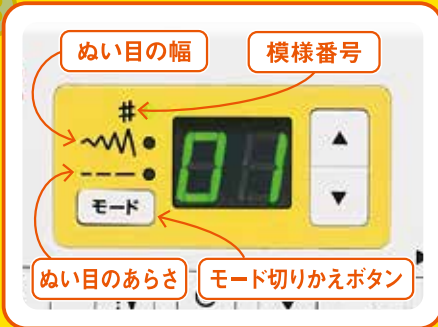 ぬい目の幅
模様番号
#
01
モード
▲
▼
ぬい目のあらさ
モード切りかえボタン